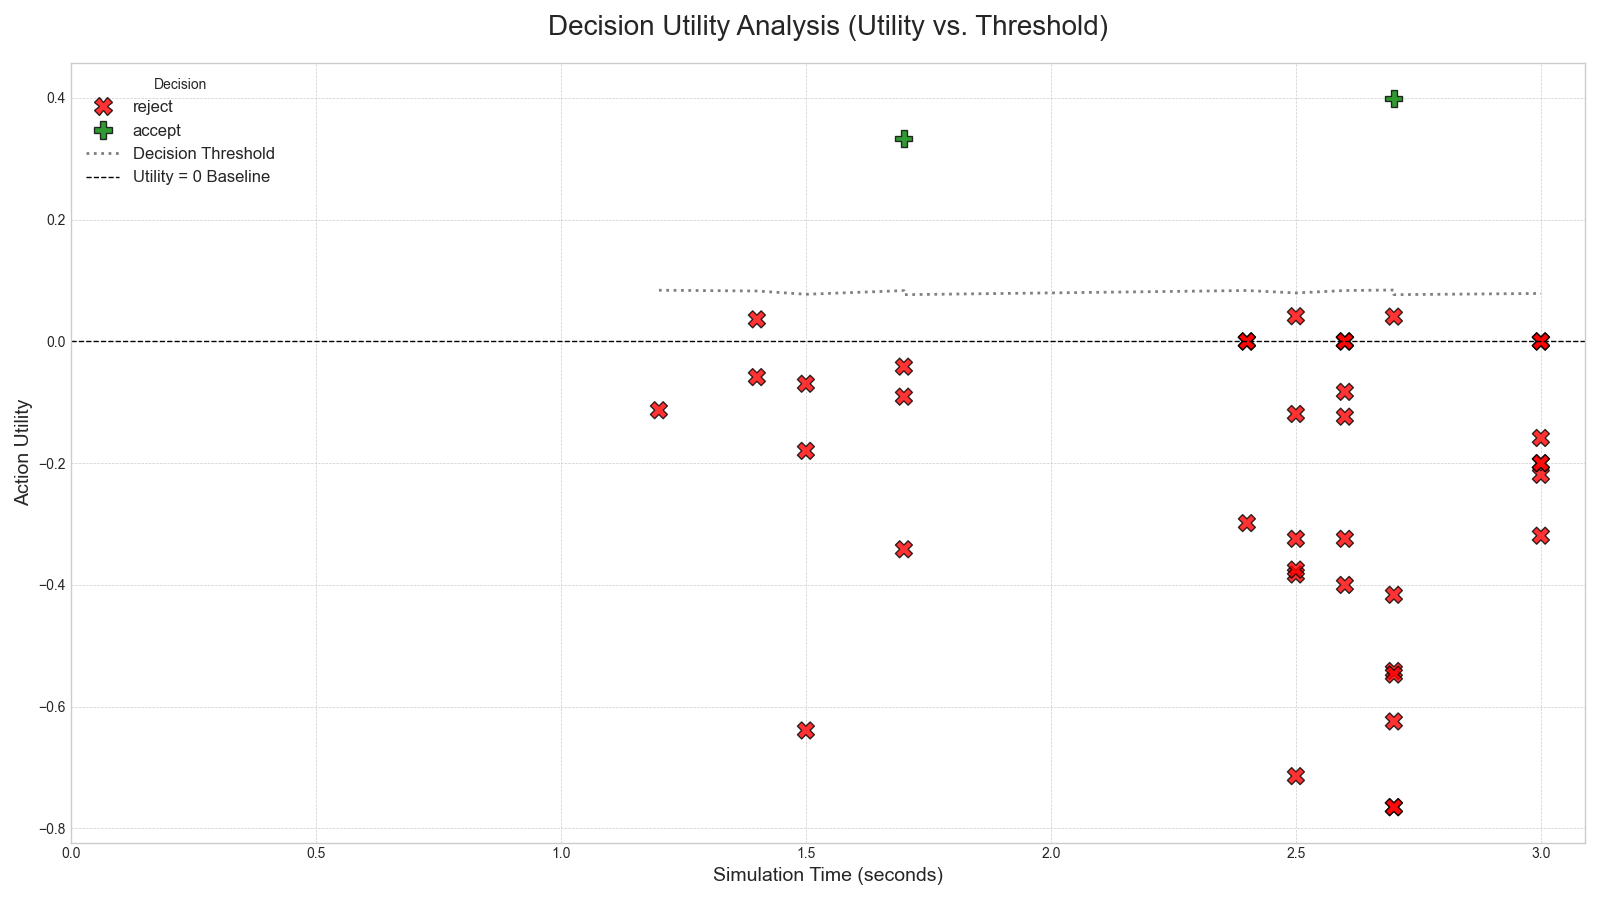 Decision Utility Analysis (Utility vs. Threshold)
Decision
reject
accept
Decision Threshold
Utility = 0 Baseline
Action Utility
0.4
0.2
0.0
−0.2
−0.4
−0.6
−0.8
0.0 0.5 1.0 1.5 2.0 2.5 3.0
Simulation Time (seconds)